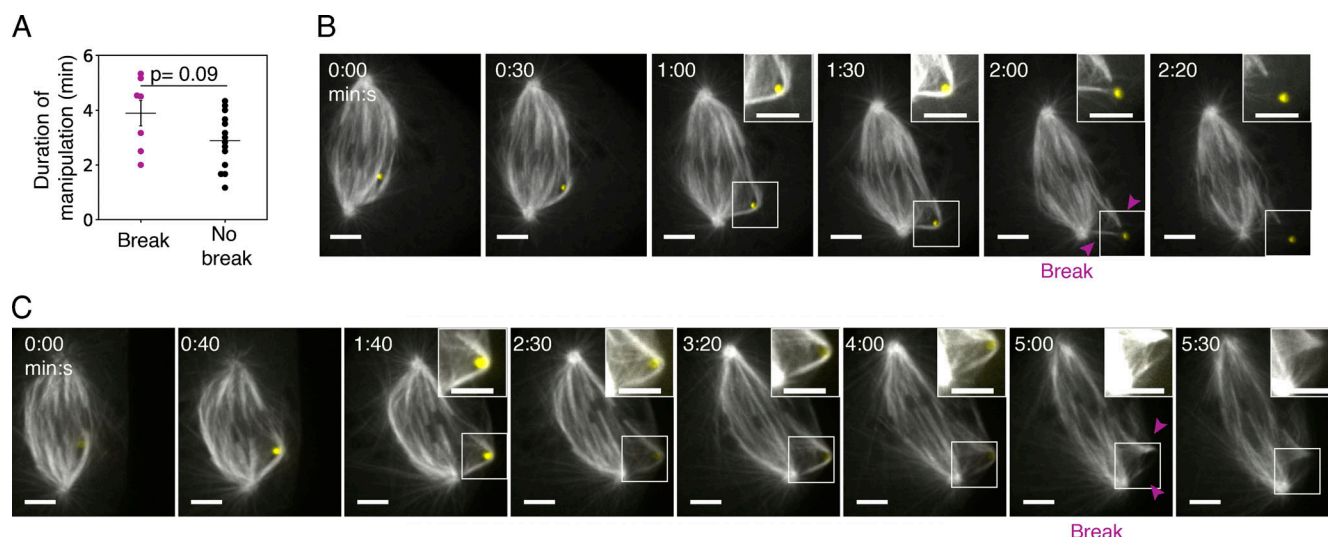 A
Duration of
manipulation (min)
6
4
2
0
p= 0.09
Break
No
break
B
0:00
min:s
0:30
1:00
1:30
2:00
2:20
Break
C
0:00
min:s
0:40
1:40
2:30
3:20
4:00
5:00
5:30
Break